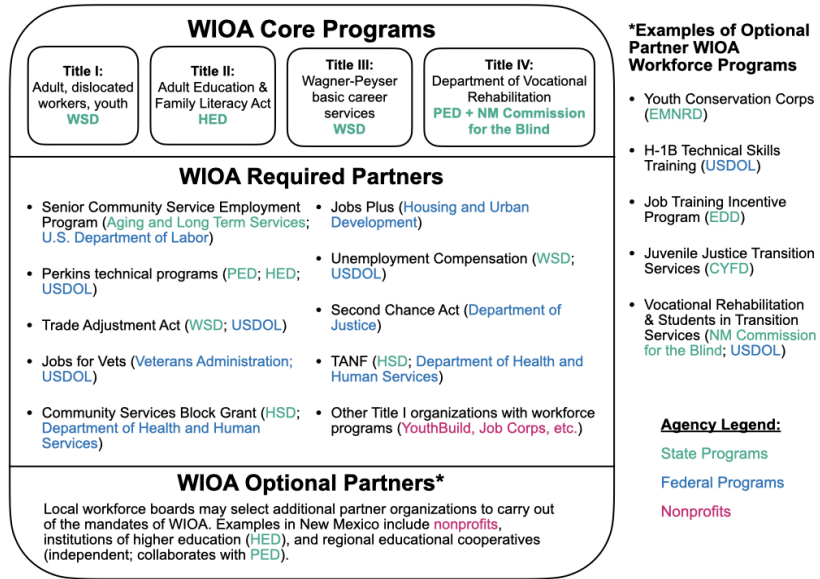 WIOA Core Programs
Title I:
Adult, dislocated
workers, youth
WSD
Title II:
Adult Education &
Family Literacy Act
HED
Title III:
Wagner-Peyser
basic career
services
WSD
Title IV:
Department of Vocational
Rehabilitation
PED + NM Commission
for the Blind
WIOA Required Partners
• Senior Community Service Employment
Program (Aging and Long Term Services;
U.S. Department of Labor)
• Perkins technical programs (PED; HED;
USDOL)
• Trade Adjustment Act (WSD; USDOL)
• Jobs for Vets (Veterans Administration;
USDOL)
• Community Services Block Grant (HSD;
Department of Health and Human
Services)
• Jobs Plus (Housing and Urban
Development)
• Unemployment Compensation (WSD;
USDOL)
• Second Chance Act (Department of
Justice)
• TANF (HSD; Department of Health and
Human Services)
• Other Title I organizations with workforce
programs (YouthBuild, Job Corps, etc.)
WIOA Optional Partners*
Local workforce boards may select additional partner organizations to carry out
of the mandates of WIOA. Examples in New Mexico include nonprofits,
institutions of higher education (HED), and regional educational cooperatives
(independent; collaborates with PED).
*Examples of Optional
Partner WIOA
Workforce Programs
• Youth Conservation Corps
(EMNRD)
• H-1B Technical Skills
Training (USDOL)
• Job Training Incentive
Program (EDD)
• Juvenile Justice Transition
Services (CYFD)
• Vocational Rehabilitation
& Students in Transition
Services (NM Commission
for the Blind; USDOL)
Agency Legend:
State Programs
Federal Programs
Nonprofits